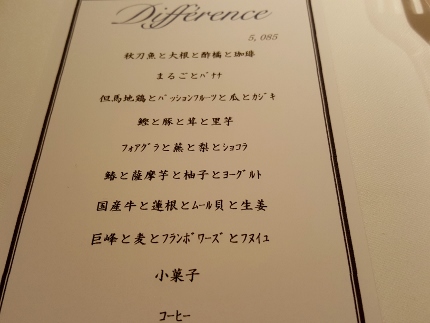 Différence
5,085
秋刀魚と大根と酢橘と珈琲
まるごとﾊﾞﾅﾅ
但馬地鶏とﾊﾟｯｼｮﾝﾌﾙｰﾂと瓜とｶｼﾞｷ
鰹と豚と茸と里芋
ﾌｫｱｸﾞﾗと蕪と梨とｼｮｺﾗ
鰆と薩摩芋と柚子とﾖｰｸﾞﾙﾄ
国産牛と蓮根とﾑｰﾙ貝と生姜
巨峰と麦とﾌﾗﾝﾎﾞﾜｰｽﾞとﾌﾇｲﾕ
小菓子
ｺｰﾋｰ